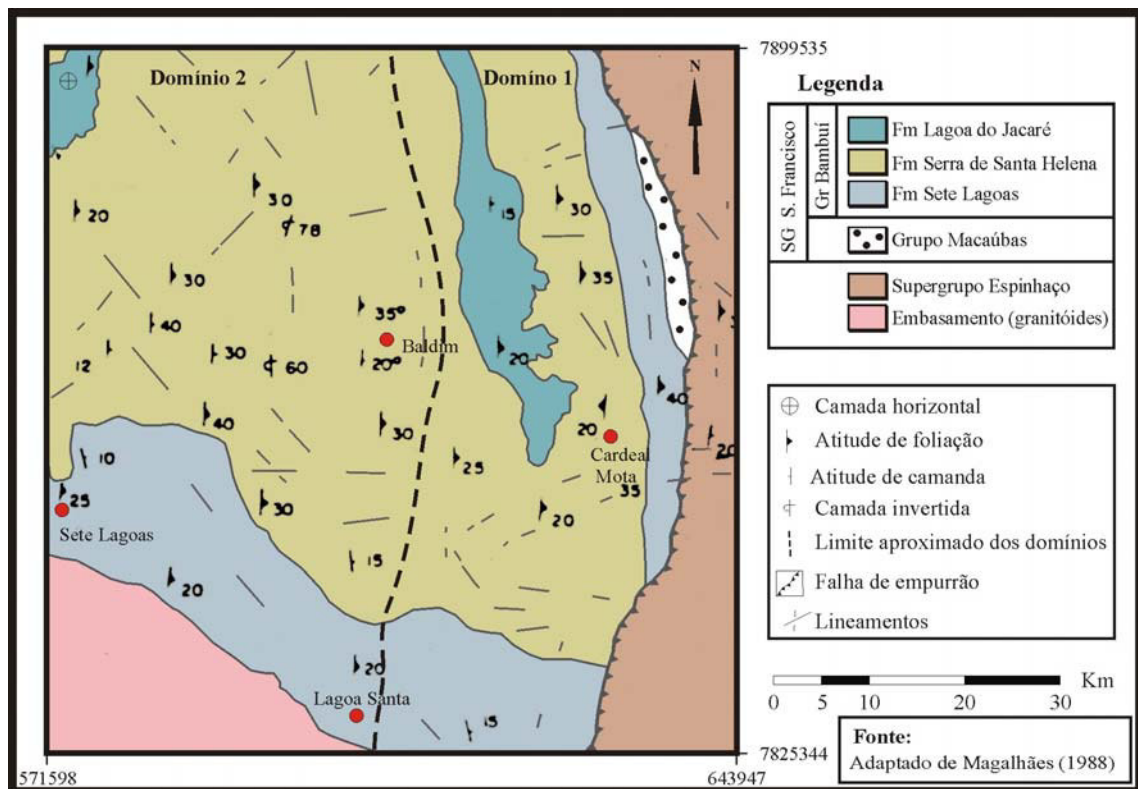 7899535
Domínio 2
Domíno 1
N
Legenda
SG S. Francisco
Gr Bambuí
Fm Lagoa do Jacaré
Fm Serra de Santa Helena
Fm Sete Lagoas
Grupo Macaúbas
Supergrupo Espinhaço
Embasamento (granitóides)
20
30
78
15
30
30
35
40
35°
30
60
Baldim
20°
20
12
40
40
30
20
Cardeal
Mota
20
10
25
35
25
30
20
Sete Lagoas
15
20
20
Lagoa Santa
15
Camada horizontal
Atitude de foliação
Atitude de camanda
Camada invertida
Limite aproximado dos domínios
Falha de empurrão
Lineamentos
Km
0 5 10 20 30
Fonte:
Adaptado de Magalhães (1988)
7825344
571598
643947